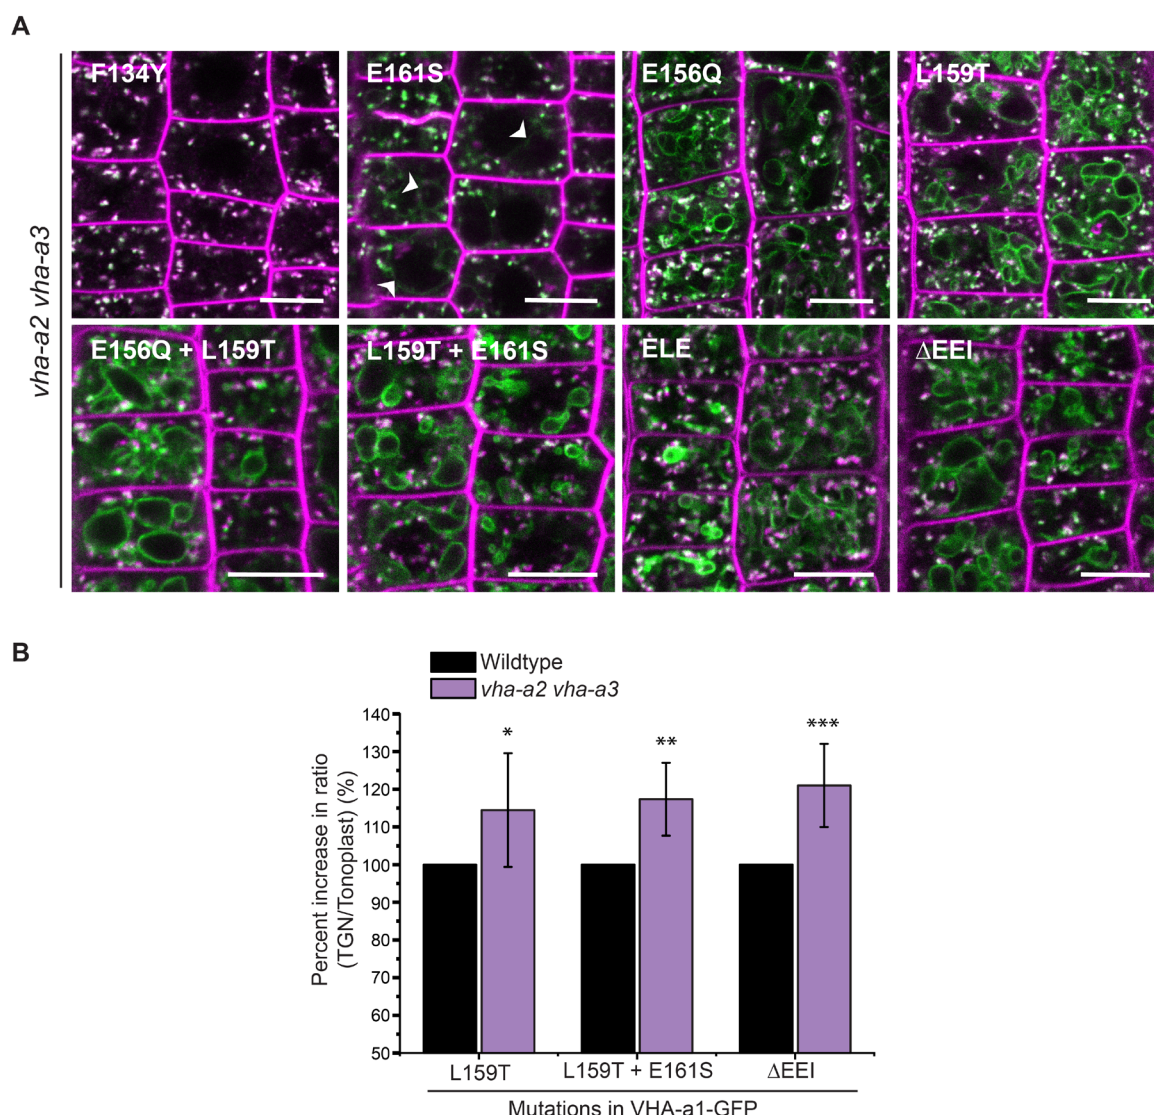 A
vha-a2 vha-a3
F134Y
E161S
E156Q
L159T
E156Q + L159T
L159T + E161S
ELE
ΔEEI
B
Wildtype
vha-a2 vha-a3
Percent increase in ratio
(TGN/Tonoplast) (%)
140
130
120
110
100
90
80
70
60
50
*
**
***
L159T
L159T + E161S
ΔEEI
Mutations in VHA-a1-GFP